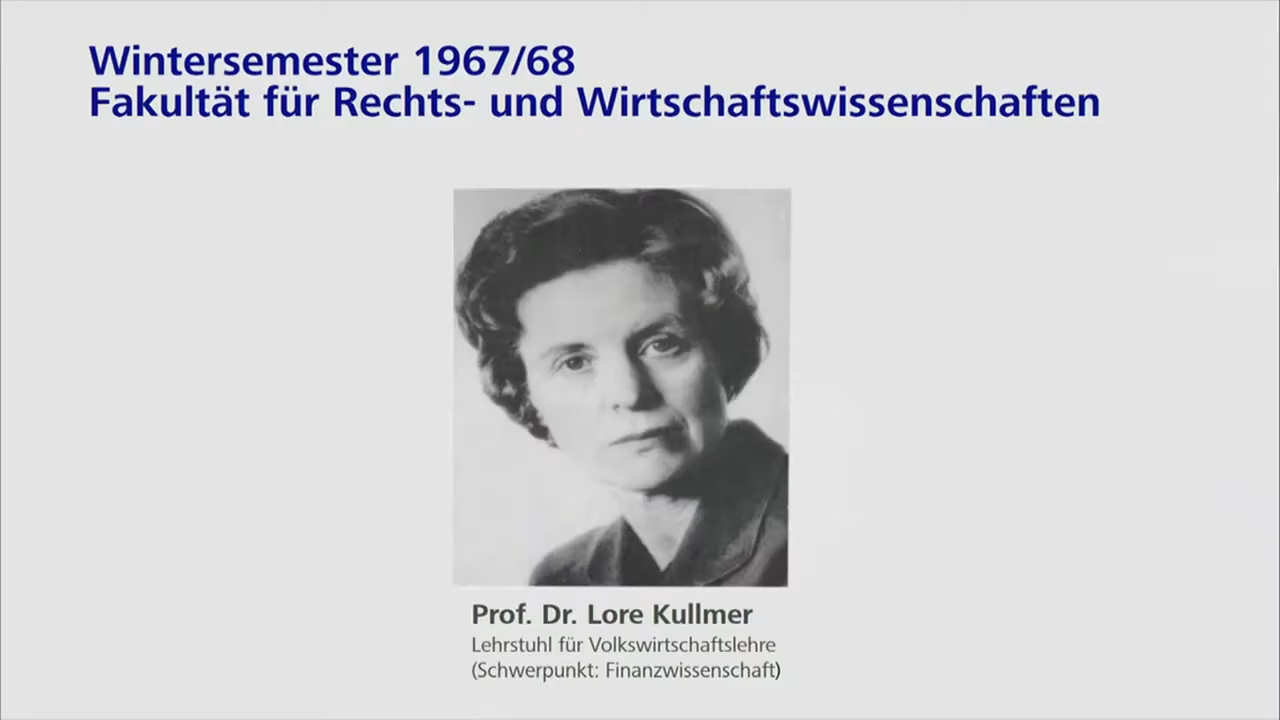 Wintersemester 1967/68
Fakultät für Rechts- und Wirtschaftswissenschaften
Prof. Dr. Lore Kullmer
Lehrstuhl für Volkswirtschaftslehre
(Schwerpunkt: Finanzwissenschaft)